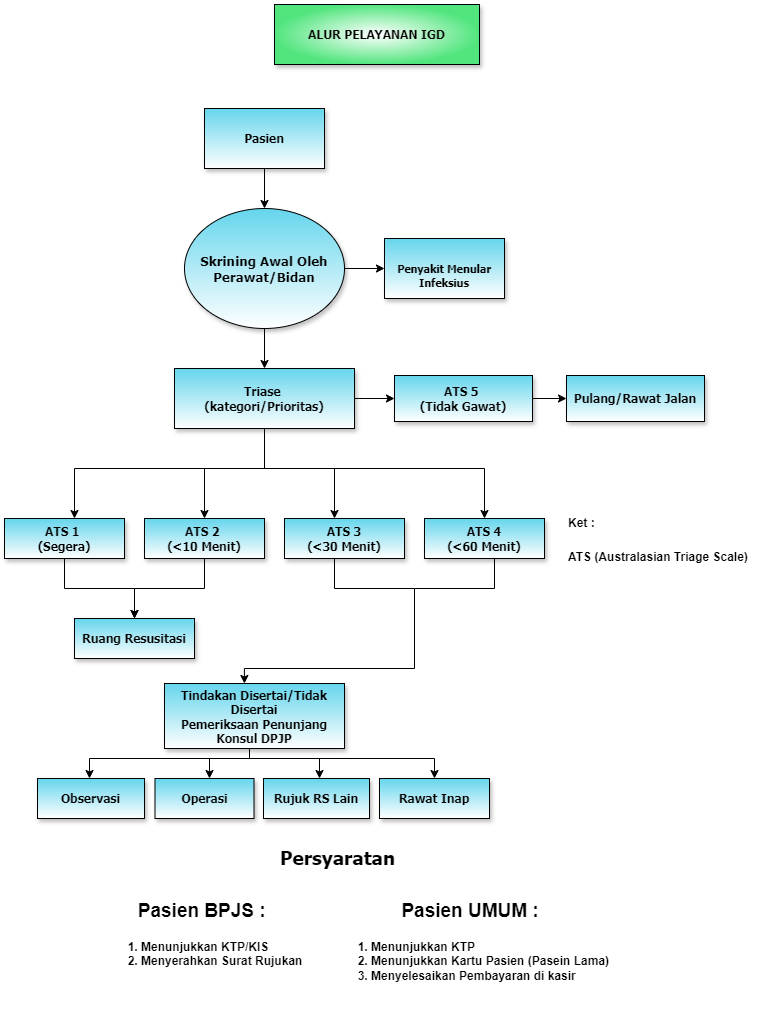 ALUR PELAYANAN IGD
Pasien
Skrining Awal Oleh
Perawat/Bidan
Penyakit Menular
Infeksius
Triase
(kategori/Prioritas)
ATS 5
(Tidak Gawat)
Pulang/Rawat Jalan
ATS 1
(Segera)
ATS 2
(<10 Menit)
ATS 3
(<30 Menit)
ATS 4
(<60 Menit)
Ket :
ATS (Australasian Triage Scale)
Ruang Resusitasi
Tindakan Disertai/Tidak
Disertai
Pemeriksaan Penunjang
Konsul DPJP
Observasi
Operasi
Rujuk RS Lain
Rawat Inap
Persyaratan
Pasien BPJS :
1. Menunjukkan KTP/KIS
2. Menyerahkan Surat Rujukan
Pasien UMUM :
1. Menunjukkan KTP
2. Menunjukkan Kartu Pasien (Pasein Lama)
3. Menyelesaikan Pembayaran di kasir